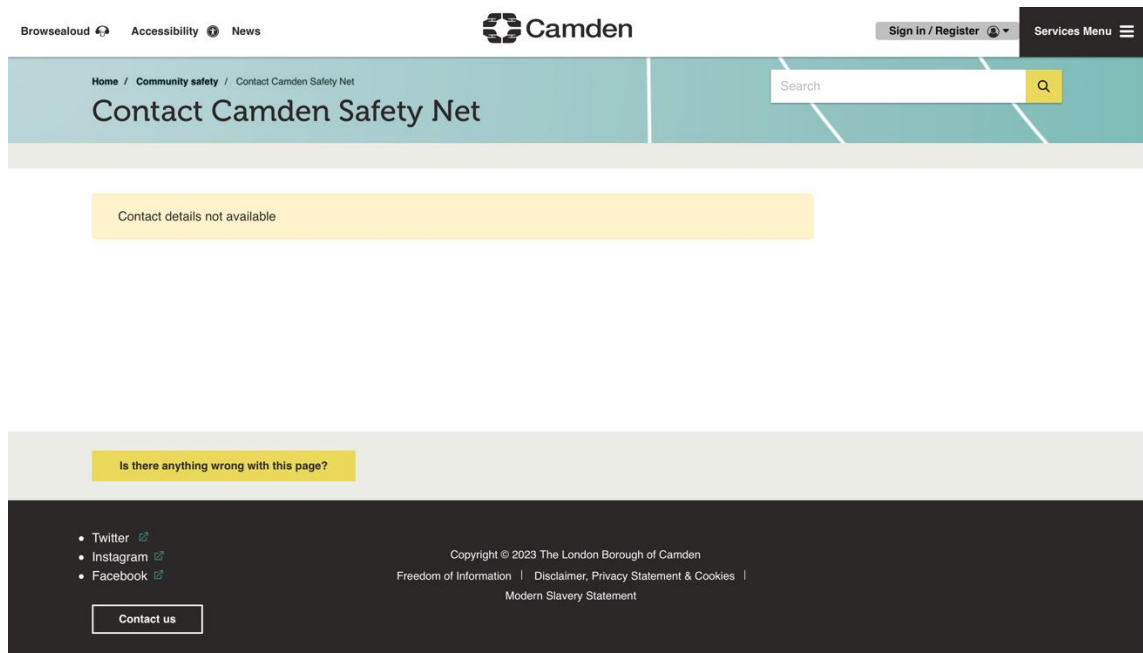 Browsealoud Accessibility News Camden Sign in / Register Services Menu
Home / Community safety / Contact Camden Safety Net
Contact Camden Safety Net
Search
Contact details not available
Is there anything wrong with this page?
Twitter
Instagram
Facebook
Contact us
Copyright © 2023 The London Borough of Camden
Freedom of Information | Disclaimer, Privacy Statement & Cookies |
Modern Slavery Statement